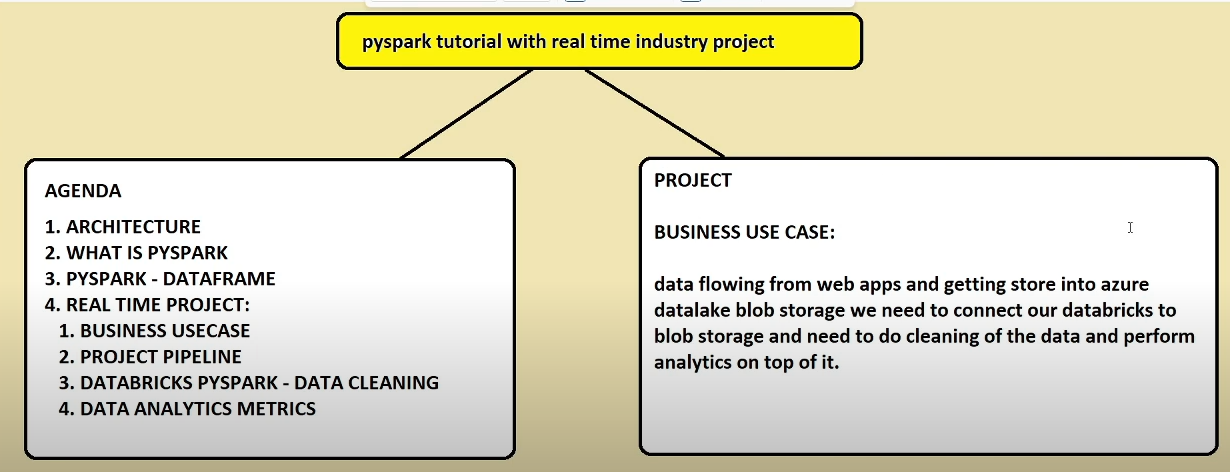 pyspark tutorial with real time industry project
AGENDA
1. ARCHITECTURE
2. WHAT IS PYSPARK
3. PYSPARK - DATAFRAME
4. REAL TIME PROJECT:
1. BUSINESS USECASE
2. PROJECT PIPELINE
3. DATABRICKS PYSPARK - DATA CLEANING
4. DATA ANALYTICS METRICS
PROJECT
BUSINESS USE CASE:
data flowing from web apps and getting store into azure
datalake blob storage we need to connect our databricks to
blob storage and need to do cleaning of the data and perform
analytics on top of it.